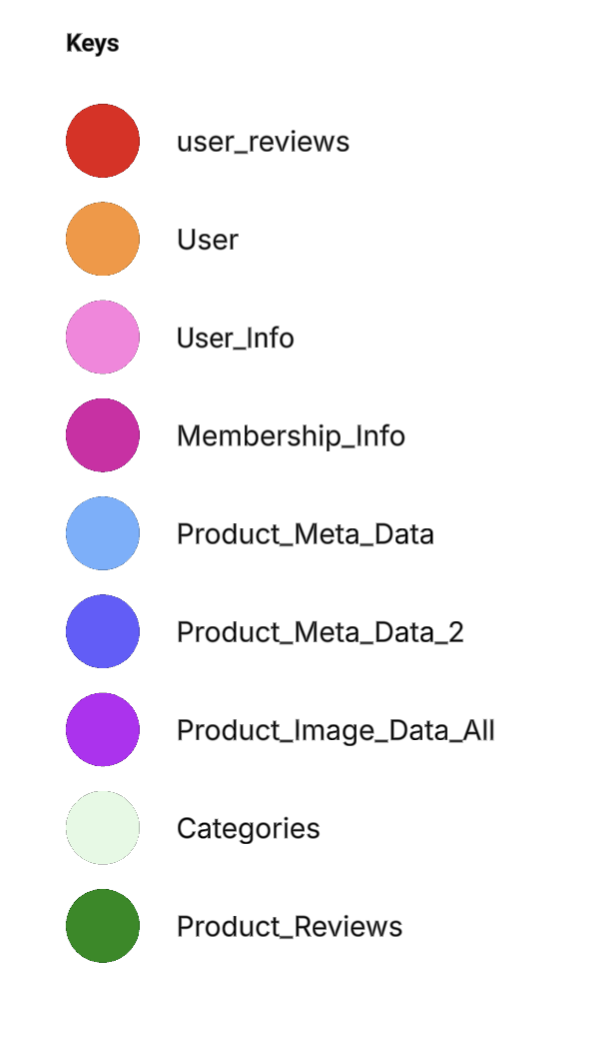 Keys
user_reviews
User
User_Info
Membership_Info
Product_Meta_Data
Product_Meta_Data_2
Product_Image_Data_All
Categories
Product_Reviews